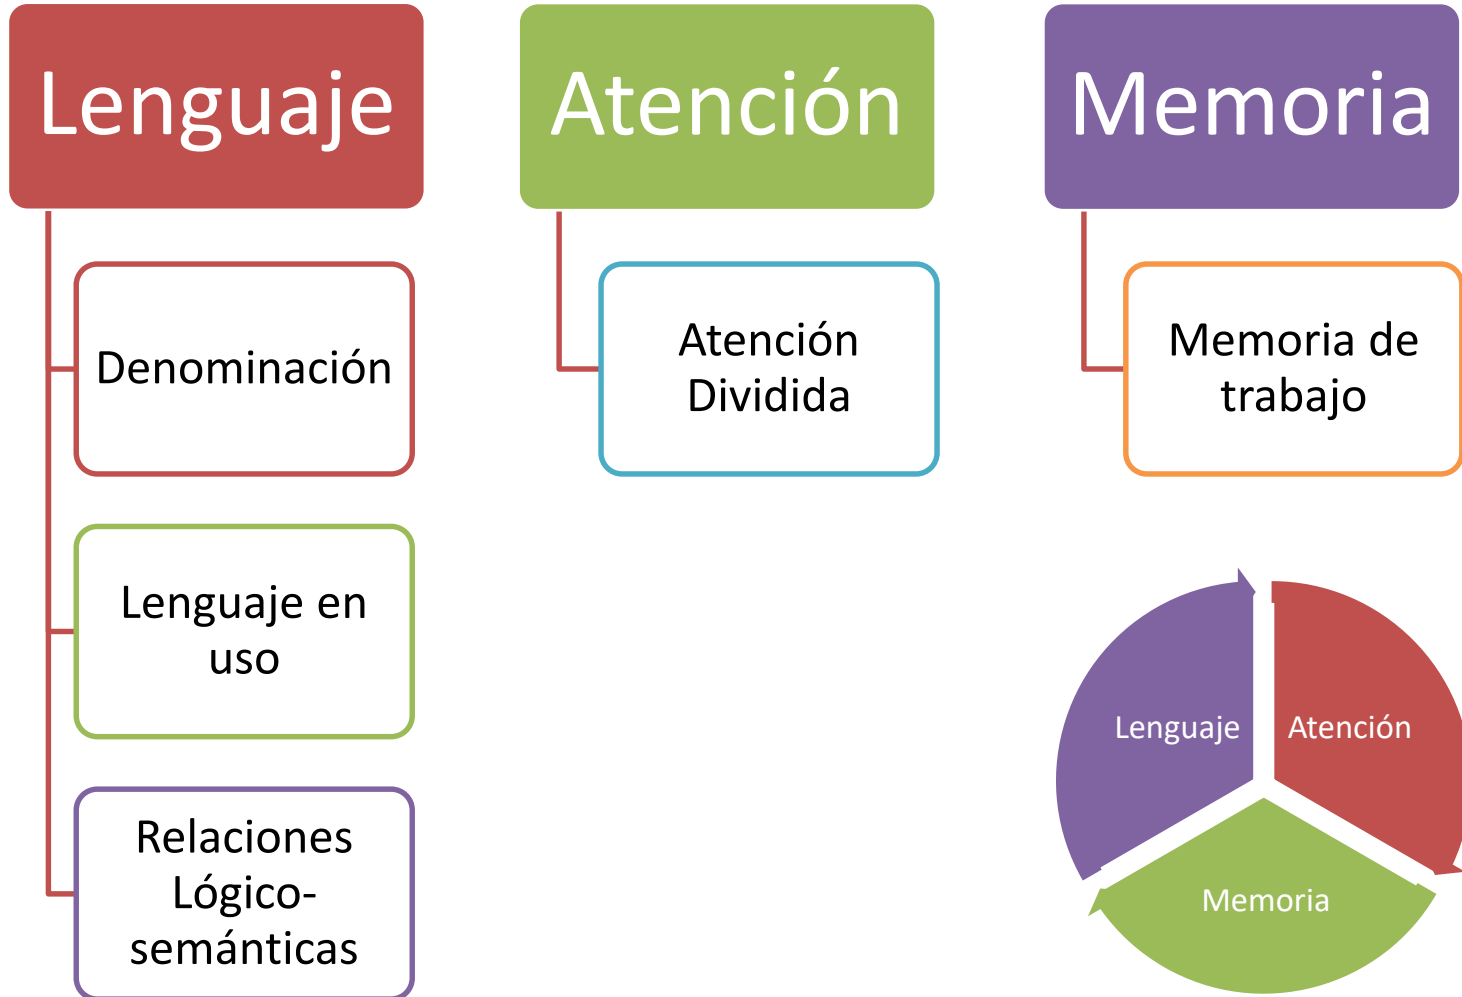 Lenguaje
Denominación
Lenguaje en
uso
Relaciones
Lógico-
semánticas
Atención
Atención
Dividida
Memoria
Memoria de
trabajo
Lenguaje
Atención
Memoria